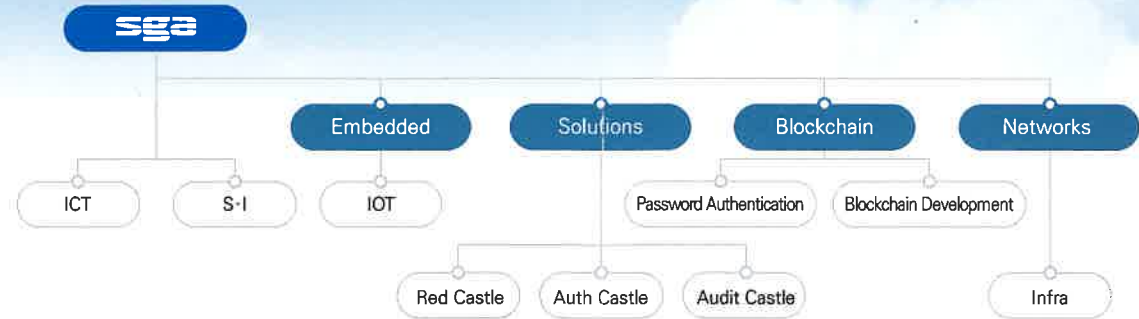 sga
Embedded
Solutions
Blockchain
Networks
ICT
S·I
IOT
Password Authentication
Blockchain Development
Red Castle
Auth Castle
Audit Castle
Infra